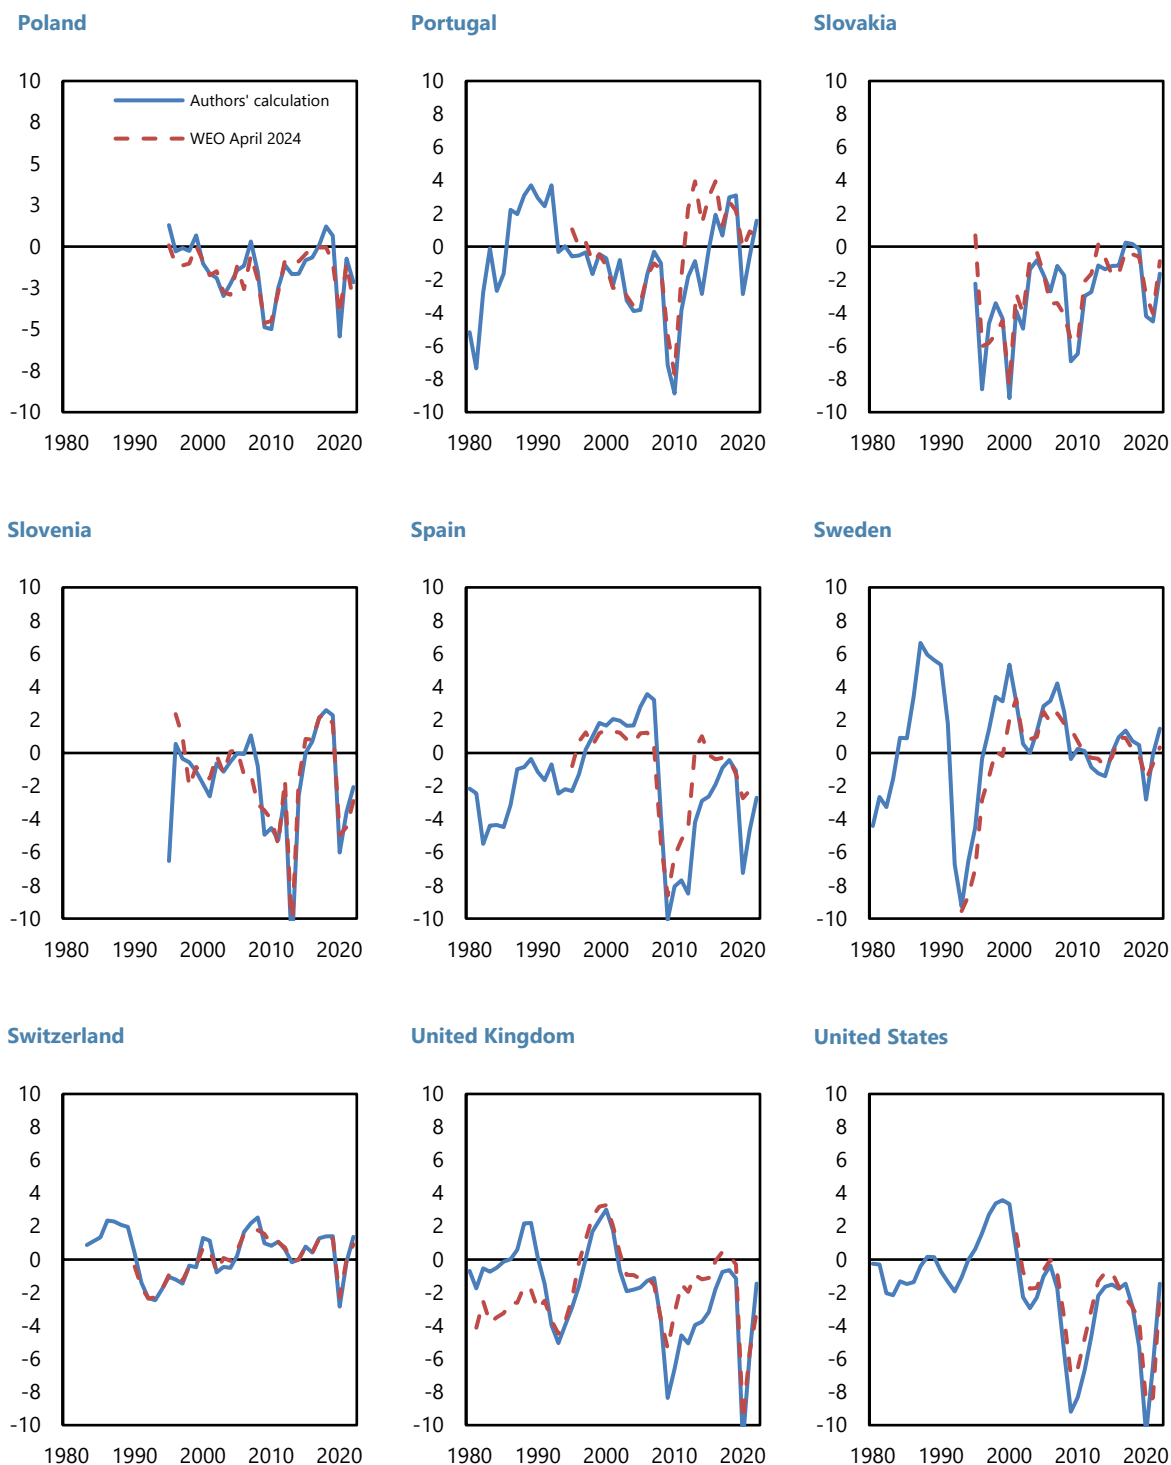 Poland Portugal Slovakia
10 10 10
Authors' calculation
8 8 8
WEO April 2024
5 6 6
3 4 4
2 2
0 0 0
-3 -2 -2
-4 -4
-5 -6 -6
-8 -8 -8
-10 -10 -10
1980 1990 2000 2010 2020 1980 1990 2000 2010 2020 1980 1990 2000 2010 2020
Slovenia Spain Sweden
10 10 10
8 8 8
6 6 6
4 4 4
2 2 2
0 0 0
-2 -2 -2
-4 -4 -4
-6 -6 -6
-8 -8 -8
-10 -10 -10
1980 1990 2000 2010 2020 1980 1990 2000 2010 2020 1980 1990 2000 2010 2020
Switzerland United Kingdom United States
10 10 10
8 8 8
6 6 6
4 4 4
2 2 2
0 0 0
-2 -2 -2
-4 -4 -4
-6 -6 -6
-8 -8 -8
-10 -10 -10
1980 1990 2000 2010 2020 1980 1990 2000 2010 2020 1980 1990 2000 2010 2020